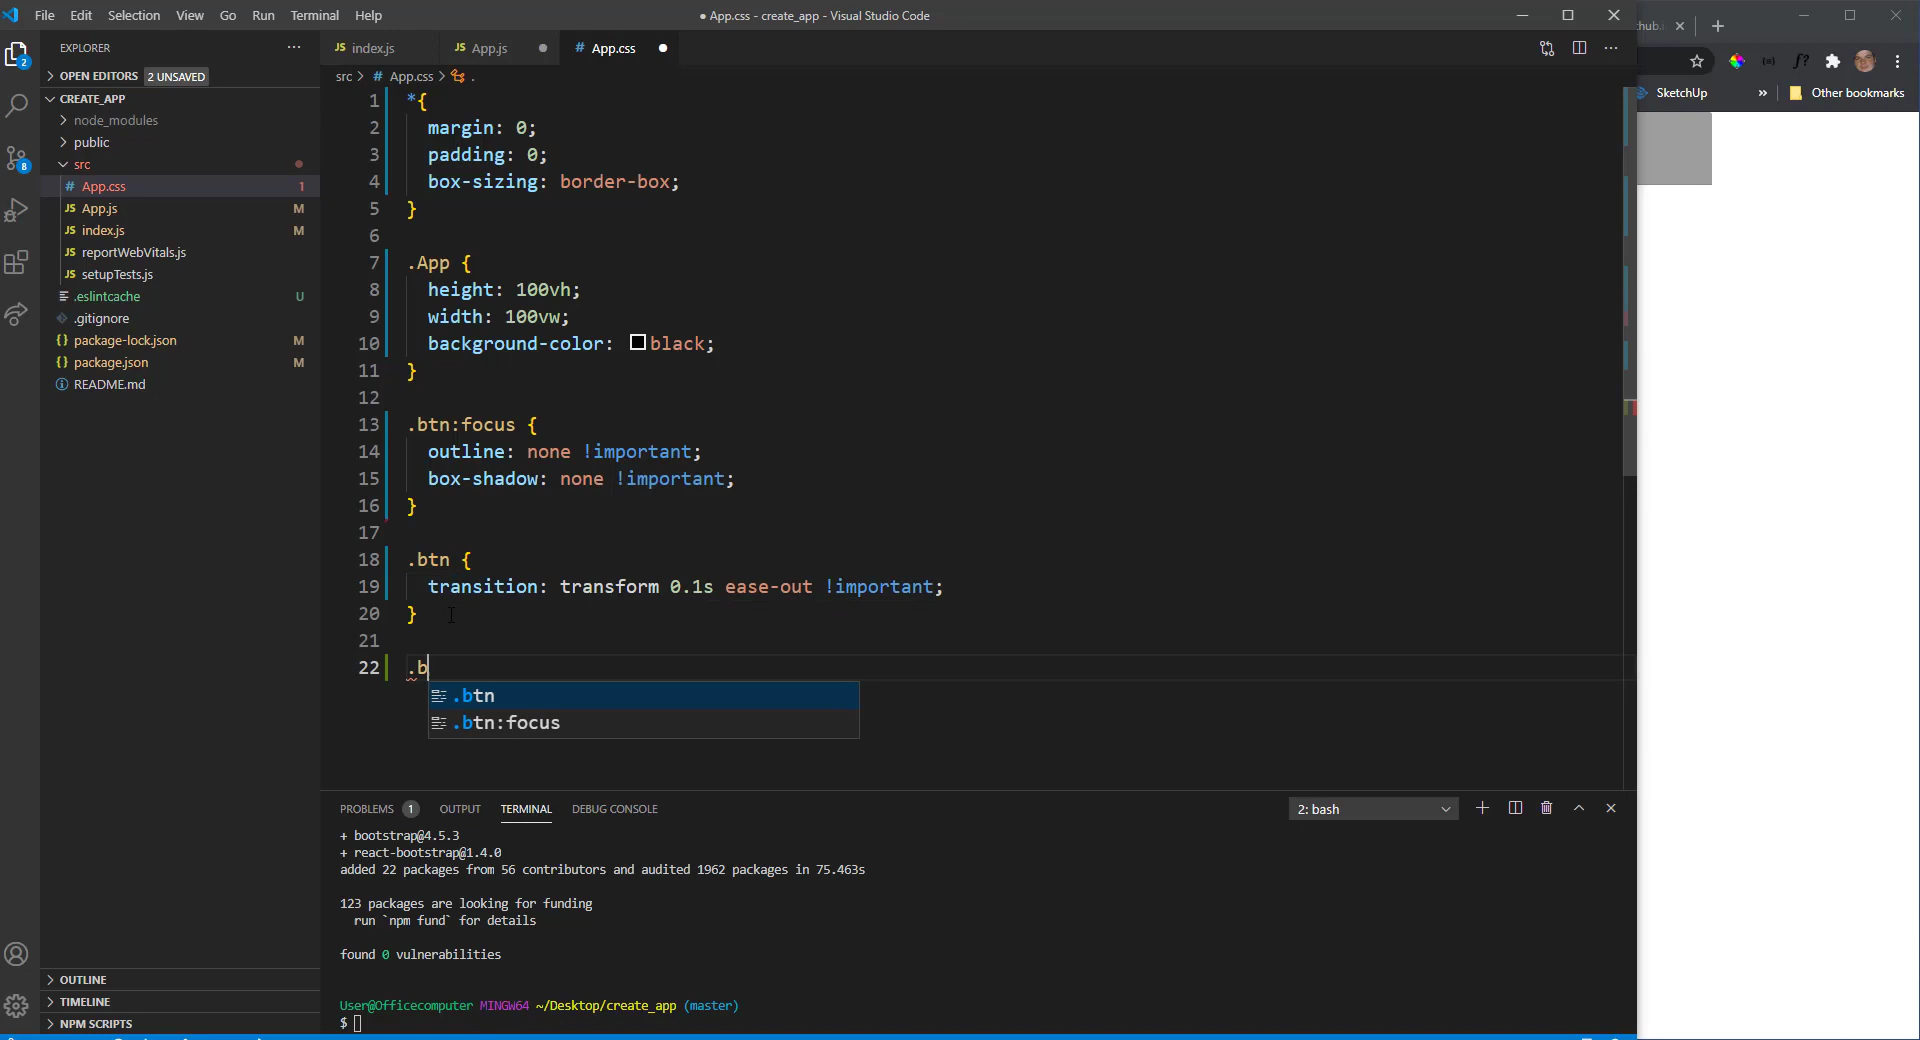 File Edit Selection View Go Run Terminal Help
● App.css - create_app - Visual Studio Code
EXPLORER
OPEN EDITORS 2 UNSAVED
CREATE_APP
node_modules
public
src
# App.css 1
JS App.js M
JS index.js M
JS reportWebVitals.js
JS setupTests.js
.eslintcache U
.gitignore
{} package-lock.json M
{} package.json M
README.md
OUTLINE
TIMELINE
NPM SCRIPTS
2
8
JS index.js
JS App.js ●
# App.css ●
src > # App.css > .
1 *{
2 margin: 0;
3 padding: 0;
4 box-sizing: border-box;
5 }
6
7 .App {
8 height: 100vh;
9 width: 100vw;
10 background-color: black;
11 }
12
13 .btn:focus {
14 outline: none !important;
15 box-shadow: none !important;
16 }
17
18 .btn {
19 transition: transform 0.1s ease-out !important;
20 }
21
22 .b
.btn
.btn:focus
PROBLEMS 1 OUTPUT TERMINAL DEBUG CONSOLE
2: bash
+ bootstrap@4.5.3
+ react-bootstrap@1.4.0
added 22 packages from 56 contributors and audited 1962 packages in 75.463s
123 packages are looking for funding
run `npm fund` for details
found 0 vulnerabilities
User@Officecomputer MINGW64 ~/Desktop/create_app (master)
$
f?
SketchUp » Other bookmarks